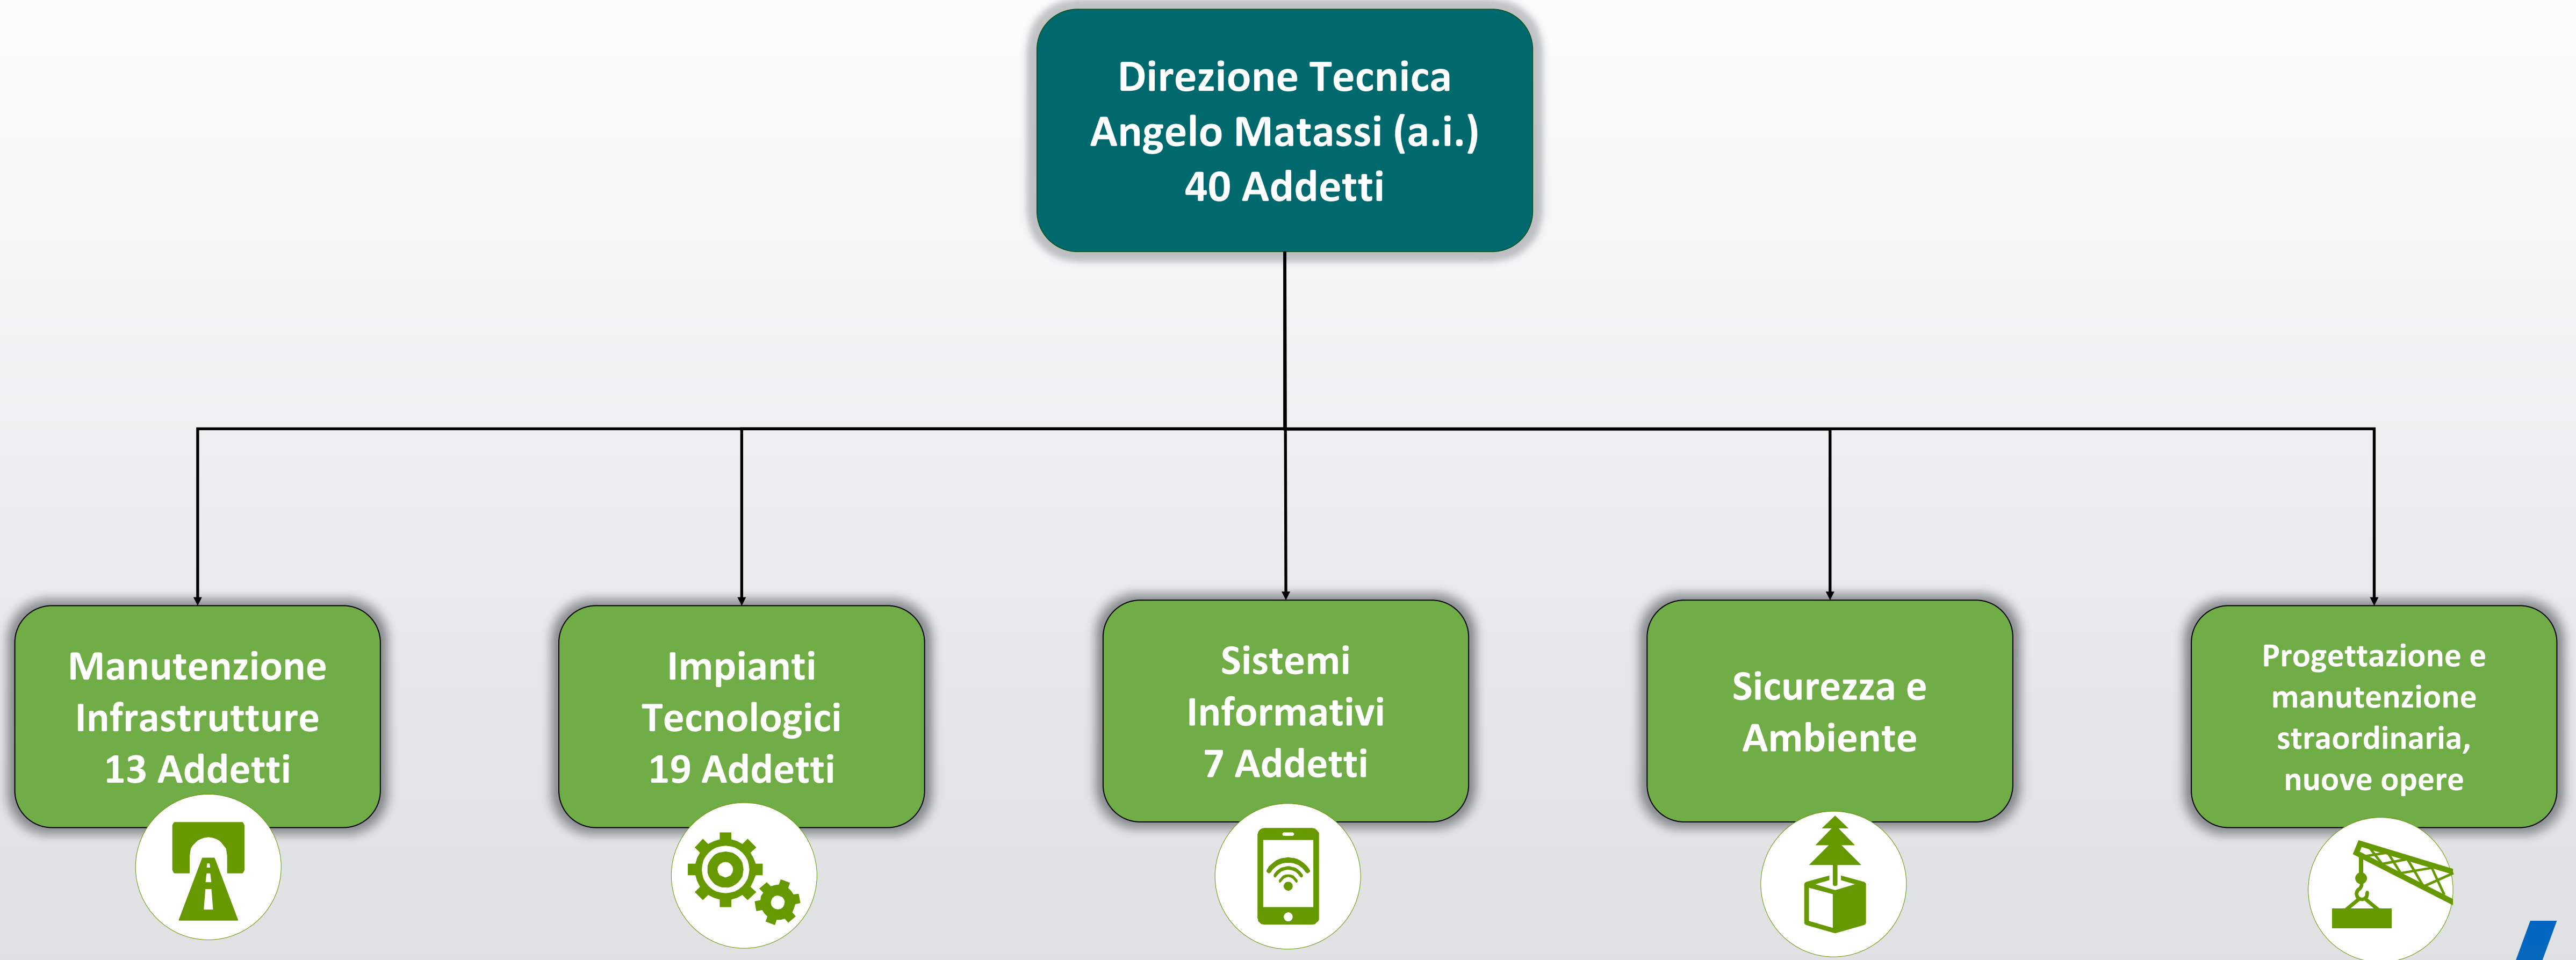 Direzione Tecnica
Angelo Matassi (a.i.)
40 Addetti
Manutenzione
Infrastrutture
13 Addetti
Impianti
Tecnologici
19 Addetti
Sistemi
Informativi
7 Addetti
Sicurezza e
Ambiente
Progettazione e
manutenzione
straordinaria,
nuove opere